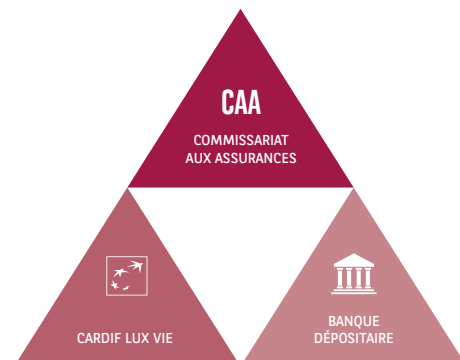 CAA
COMMISSARIAT
AUX ASSURANCES
CARDIF LUX VIE
BANQUE
DÉPOSITAIRE